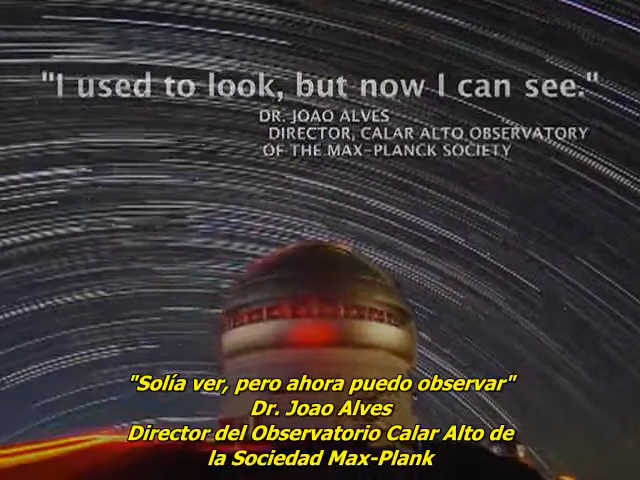 "I used to look, but now I can see."
DR. JOAO ALVES
DIRECTOR, CALAR ALTO OBSERVATORY
OF THE MAX-PLANCK SOCIETY
"Solía ver, pero ahora puedo observar"
Dr. Joao Alves
Director del Observatorio Calar Alto de
la Sociedad Max-Plank